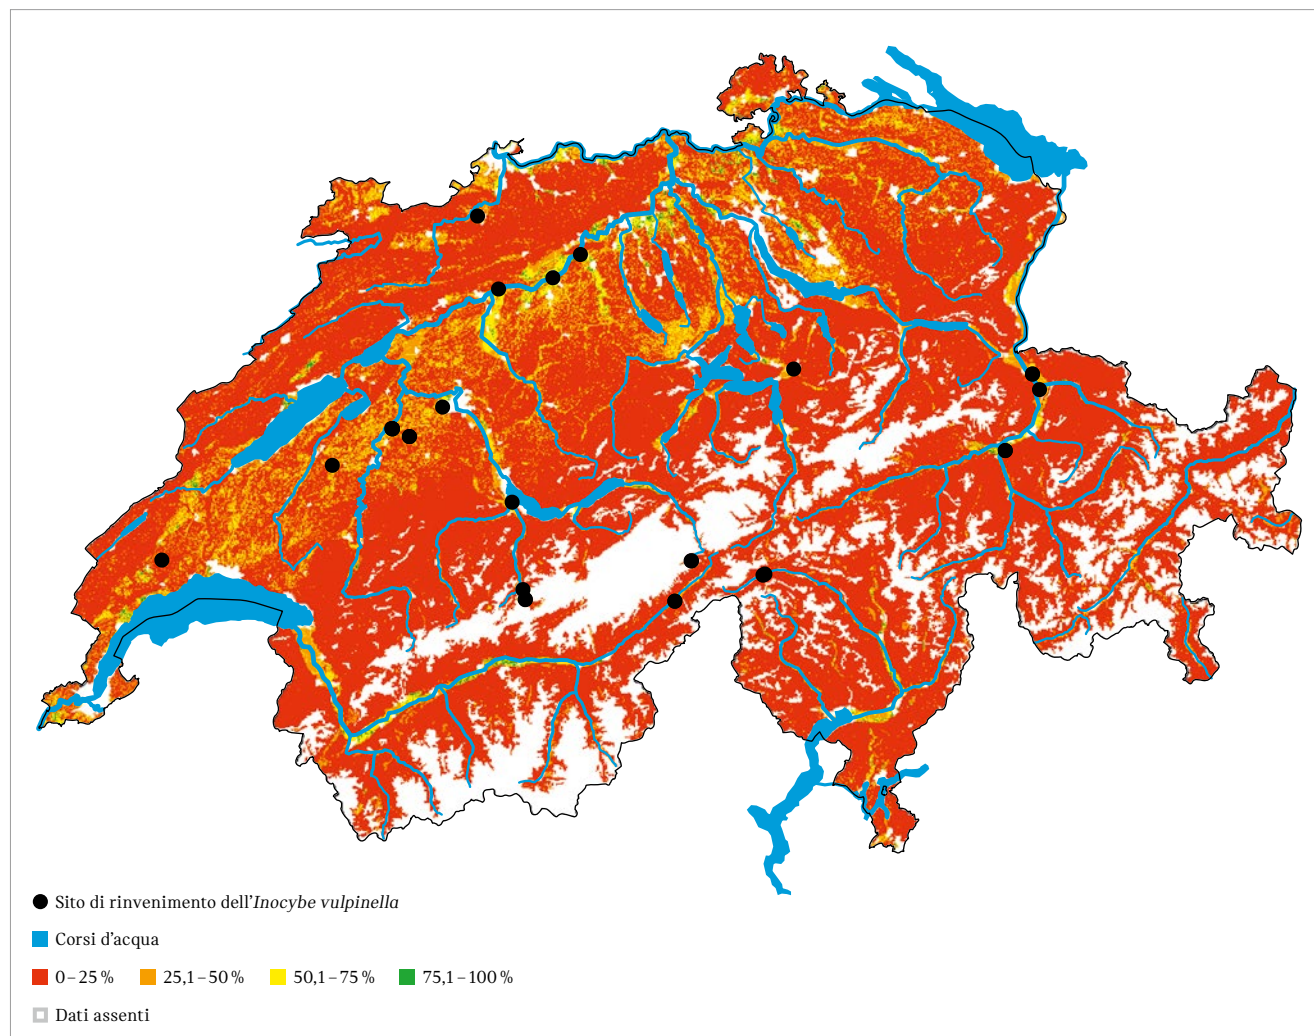 Sito di rinvenimento dell’Inocybe vulpinella
Corsi d’acqua
0 – 25 % 25,1 – 50 % 50,1 – 75 % 75,1 – 100 %
Dati assenti